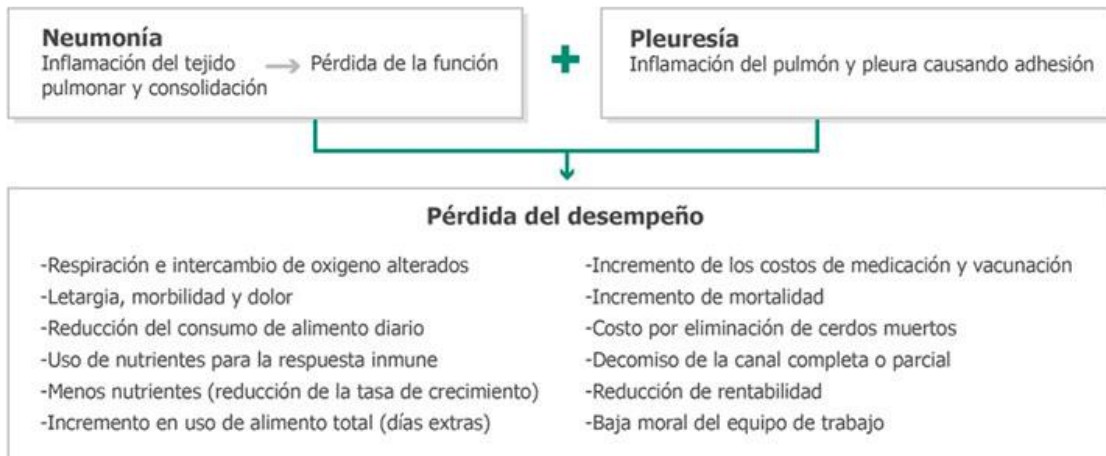 Neumonía
Inflamación del tejido
pulmonar y consolidación
Pérdida de la función
Pleuresía
Inflamación del pulmón y pleura causando adhesión
Pérdida del desempeño
-Respiración e intercambio de oxigeno alterados
-Letargia, morbilidad y dolor
-Reducción del consumo de alimento diario
-Uso de nutrientes para la respuesta inmune
-Menos nutrientes (reducción de la tasa de crecimiento)
-Incremento en uso de alimento total (días extras)
-Incremento de los costos de medicación y vacunación
-Incremento de mortalidad
-Costo por eliminación de cerdos muertos
-Decomiso de la canal completa o parcial
-Reducción de rentabilidad
-Baja moral del equipo de trabajo